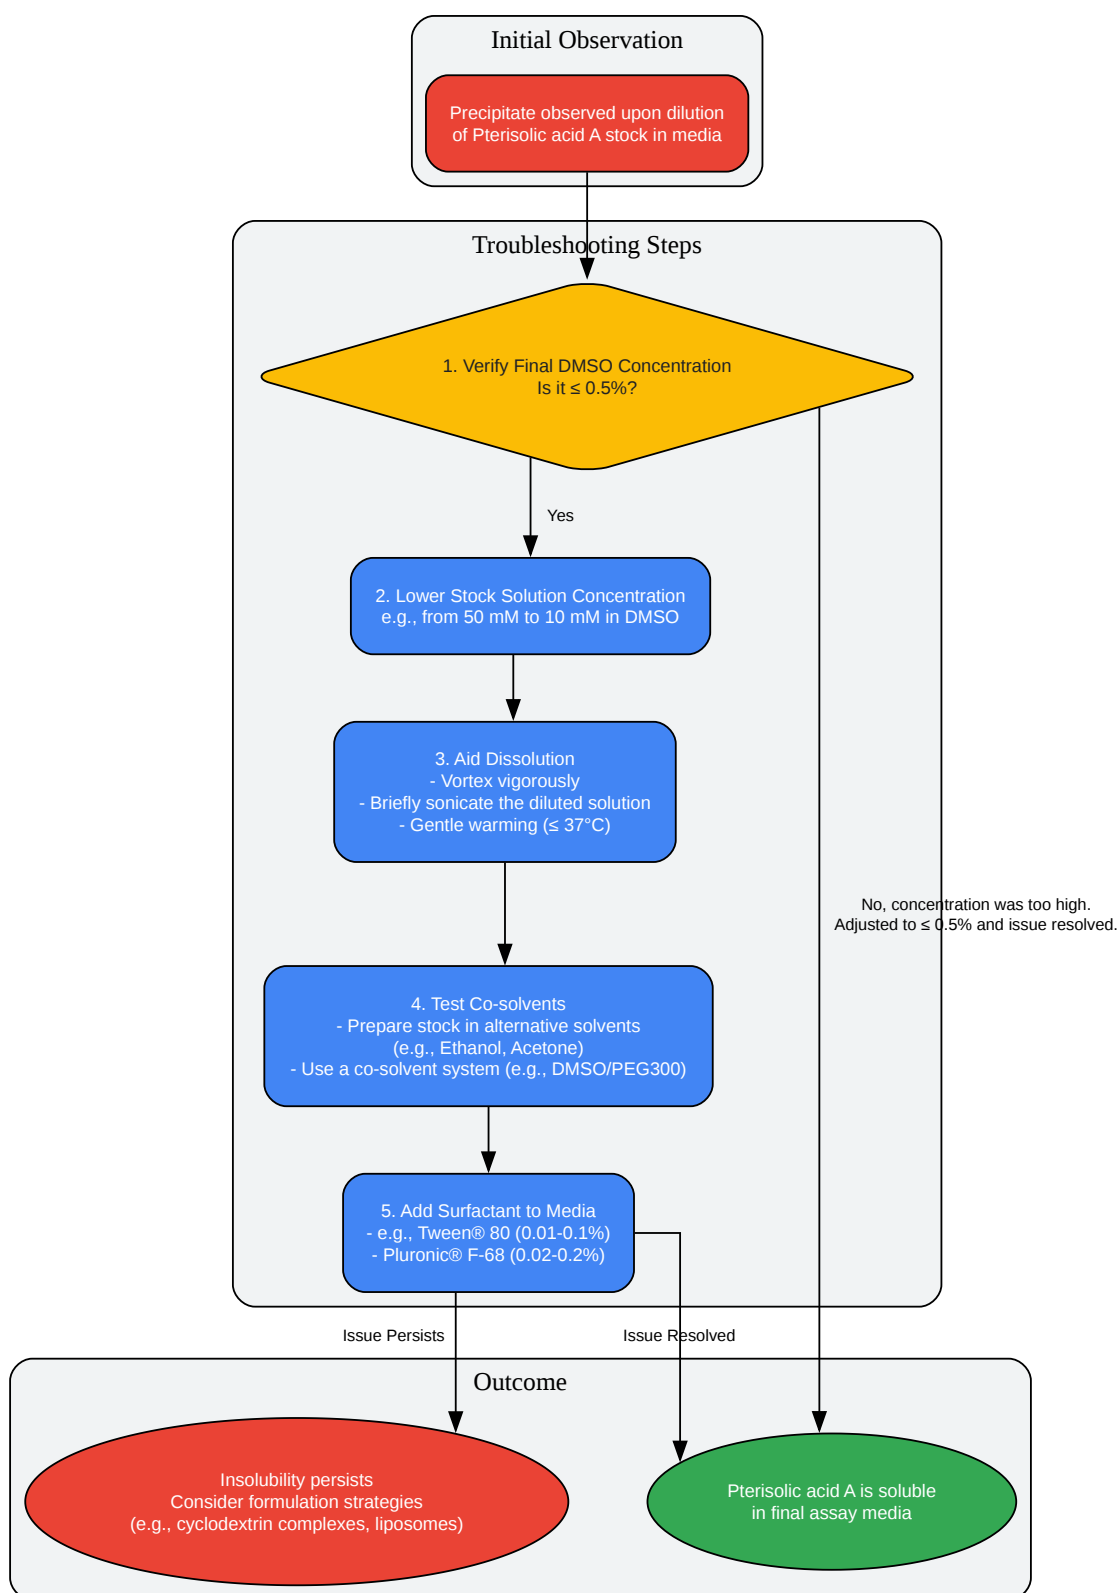 Initial Observation
Precipitate observed upon dilution
of Pterisolic acid A stock in media
Troubleshooting Steps
1. Verify Final DMSO Concentration
Is it ≤ 0.5%?
Yes
2. Lower Stock Solution Concentration
e.g., from 50 mM to 10 mM in DMSO
3. Aid Dissolution
- Vortex vigorously
- Briefly sonicate the diluted solution
- Gentle warming (≤ 37°C)
No, concentration was too high.
Adjusted to ≤ 0.5% and issue resolved.
4. Test Co-solvents
- Prepare stock in alternative solvents
(e.g., Ethanol, Acetone)
- Use a co-solvent system (e.g., DMSO/PEG300)
5. Add Surfactant to Media
- e.g., Tween® 80 (0.01-0.1%)
- Pluronic® F-68 (0.02-0.2%)
Issue Persists
Issue Resolved
Outcome
Insolubility persists
Consider formulation strategies
(e.g., cyclodextrin complexes, liposomes)
Pterisolic acid A is soluble
in final assay media